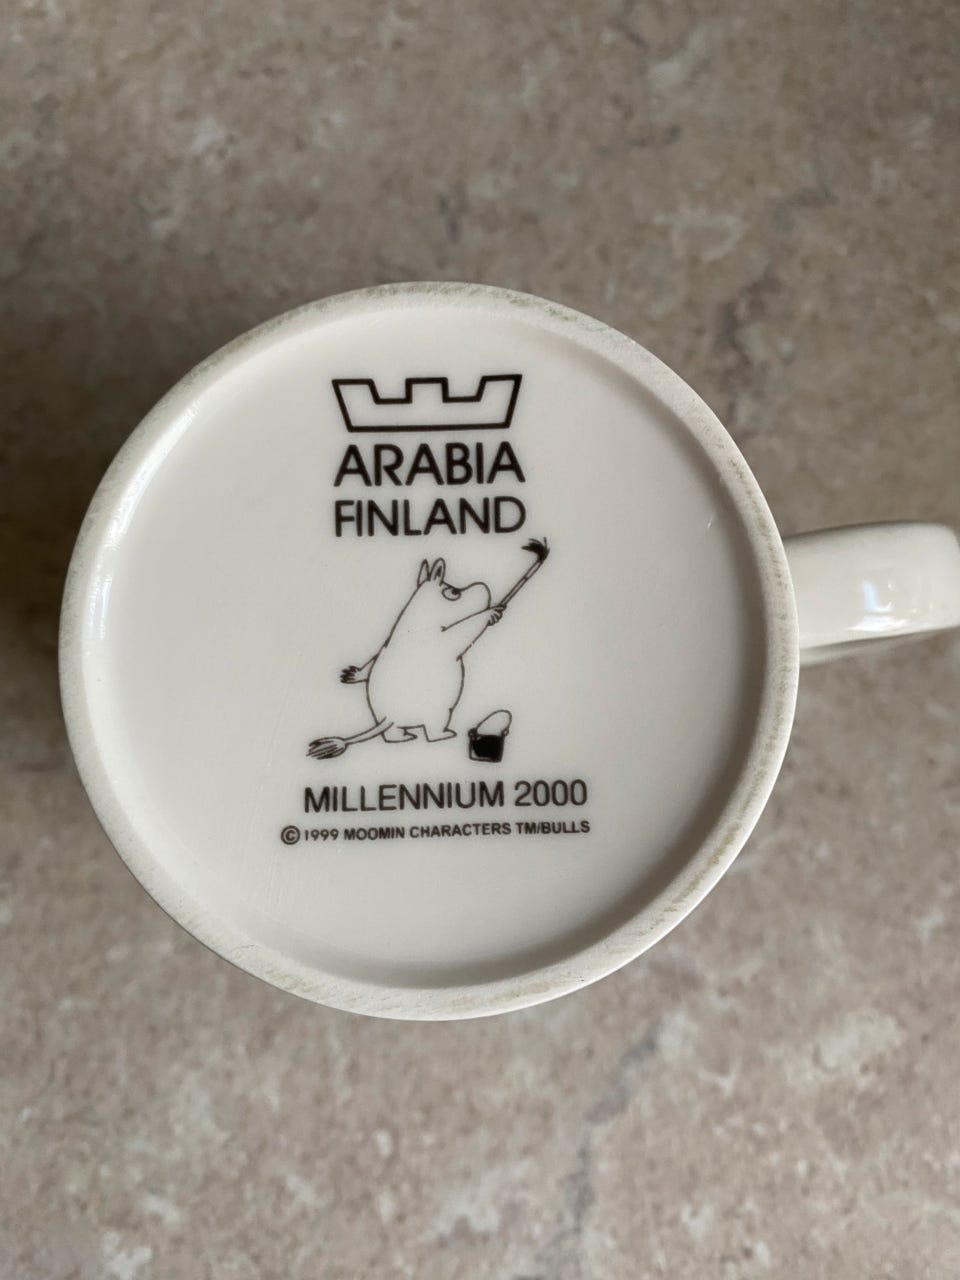 ARABIA
FINLAND
MILLENNIUM 2000
© 1999 MOOMIN CHARACTERS TM/BULLS